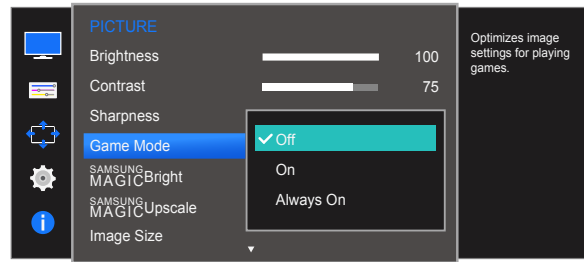 PICTURE
Brightness 100
Contrast 75
Sharpness
Game Mode
Off
On
Always On
SAMSUNG
MAGICBright
SAMSUNG
MAGICUpscale
Image Size
Optimizes image
settings for playing
games.